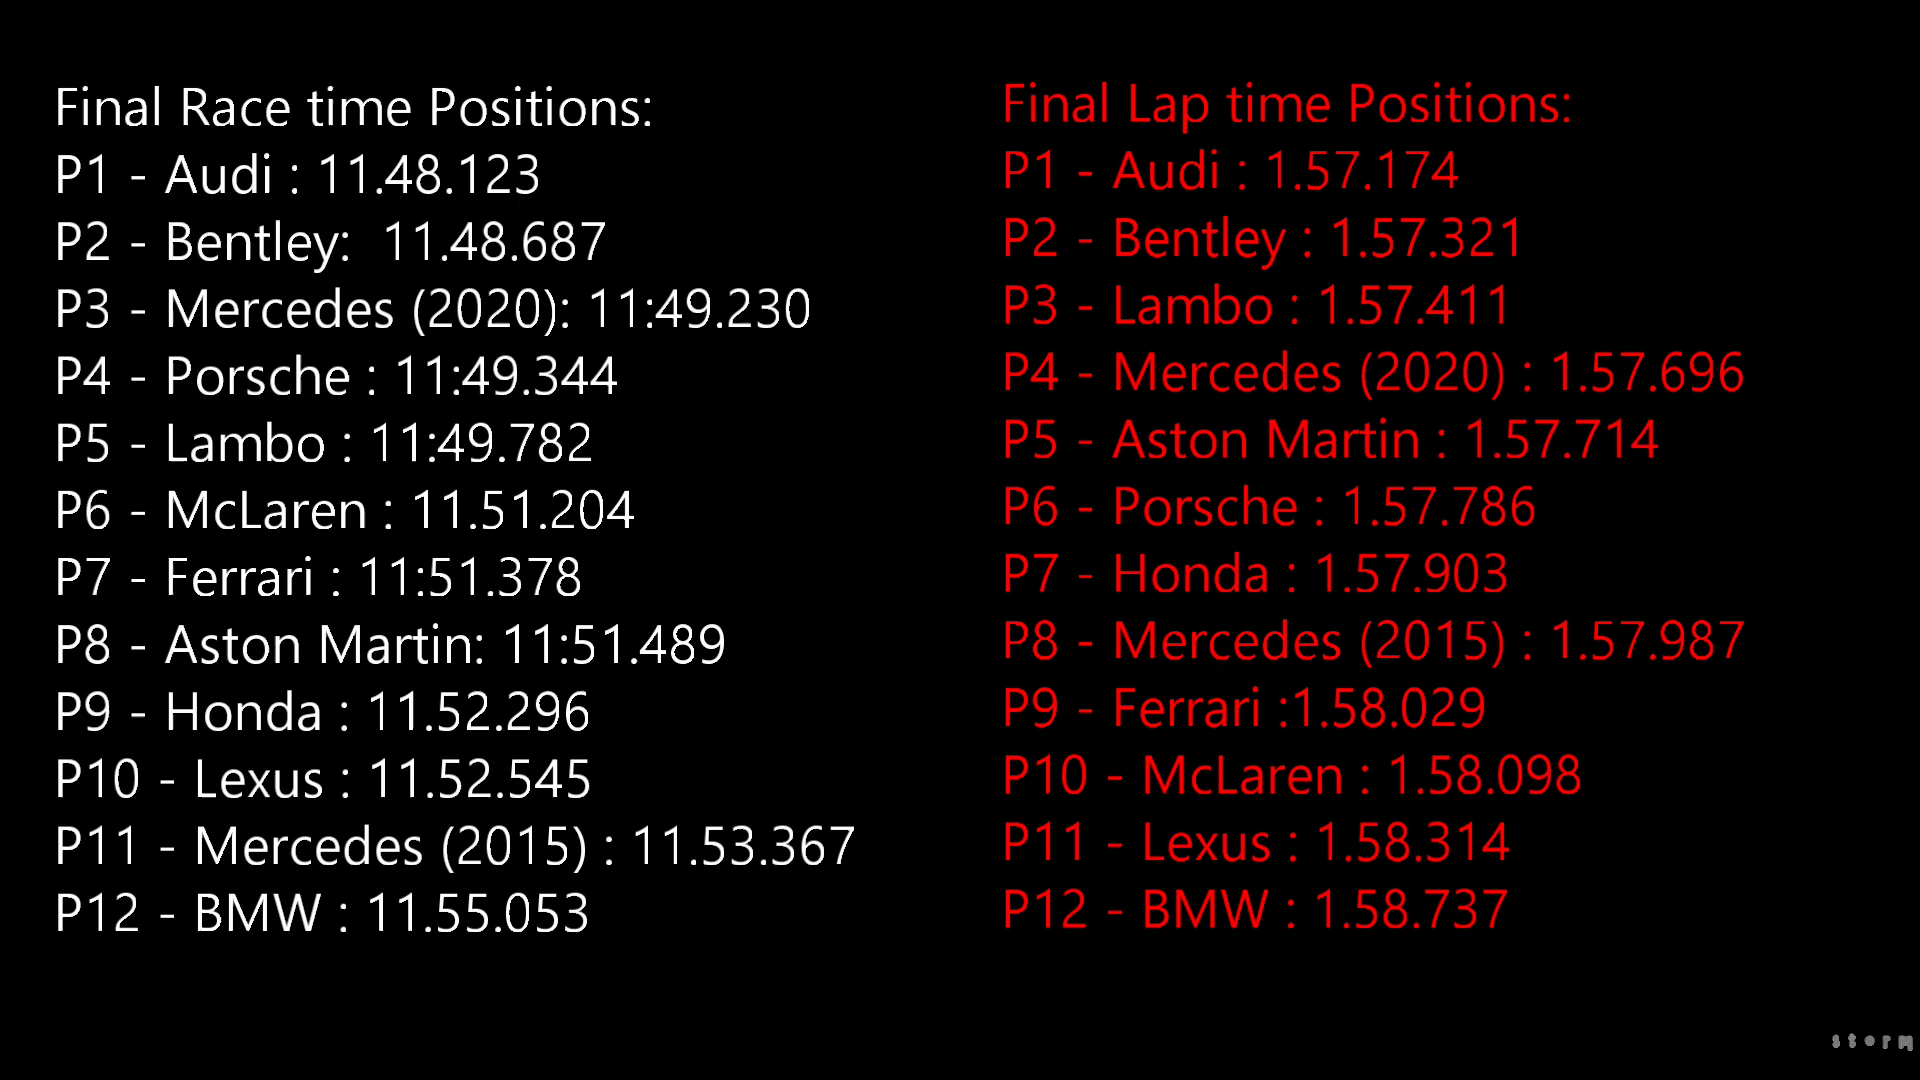 Final Race time Positions:
P1 - Audi : 11.48.123
P2 - Bentley:  11.48.687
P3 - Mercedes (2020): 11:49.230
P4 - Porsche : 11:49.344
P5 - Lambo : 11:49.782
P6 - McLaren : 11.51.204
P7 - Ferrari : 11:51.378
P8 - Aston Martin: 11:51.489
P9 - Honda : 11.52.296
P10 - Lexus : 11.52.545
P11 - Mercedes (2015) : 11.53.367
P12 - BMW : 11.55.053
Final Lap time Positions:
P1 - Audi : 1.57.174
P2 - Bentley : 1.57.321
P3 - Lambo : 1.57.411
P4 - Mercedes (2020) : 1.57.696
P5 - Aston Martin : 1.57.714
P6 - Porsche : 1.57.786
P7 - Honda : 1.57.903
P8 - Mercedes (2015) : 1.57.987
P9 - Ferrari :1.58.029
P10 - McLaren : 1.58.098
P11 - Lexus : 1.58.314
P12 - BMW : 1.58.737
storm